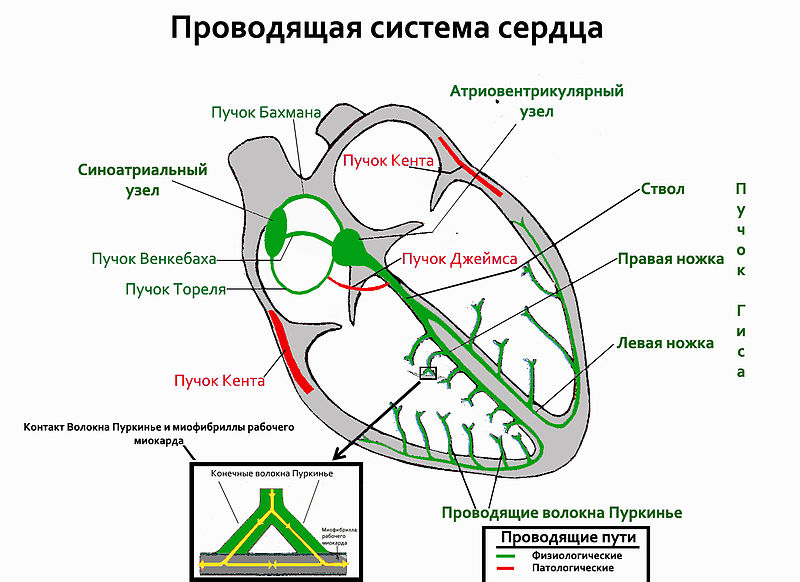 Проводящая система сердца
Атриовентрикулярный
узел
Пучок Бахмана
Пучок Кента
Синоатриальный
узел
Ствол
Пучок Гиса
Пучок Венкебаха
Пучок Джеймса
Правая ножка
Пучок Тореля
Левая ножка
Пучок Кента
Контакт Волокна Пуркинье и миофибриллы рабочего
миокарда
Конечные волокна Пуркинье
Миофибрилла
рабочего
миокарда
Проводящие волокна Пуркинье
Проводящие пути
Физиологические
Патологические